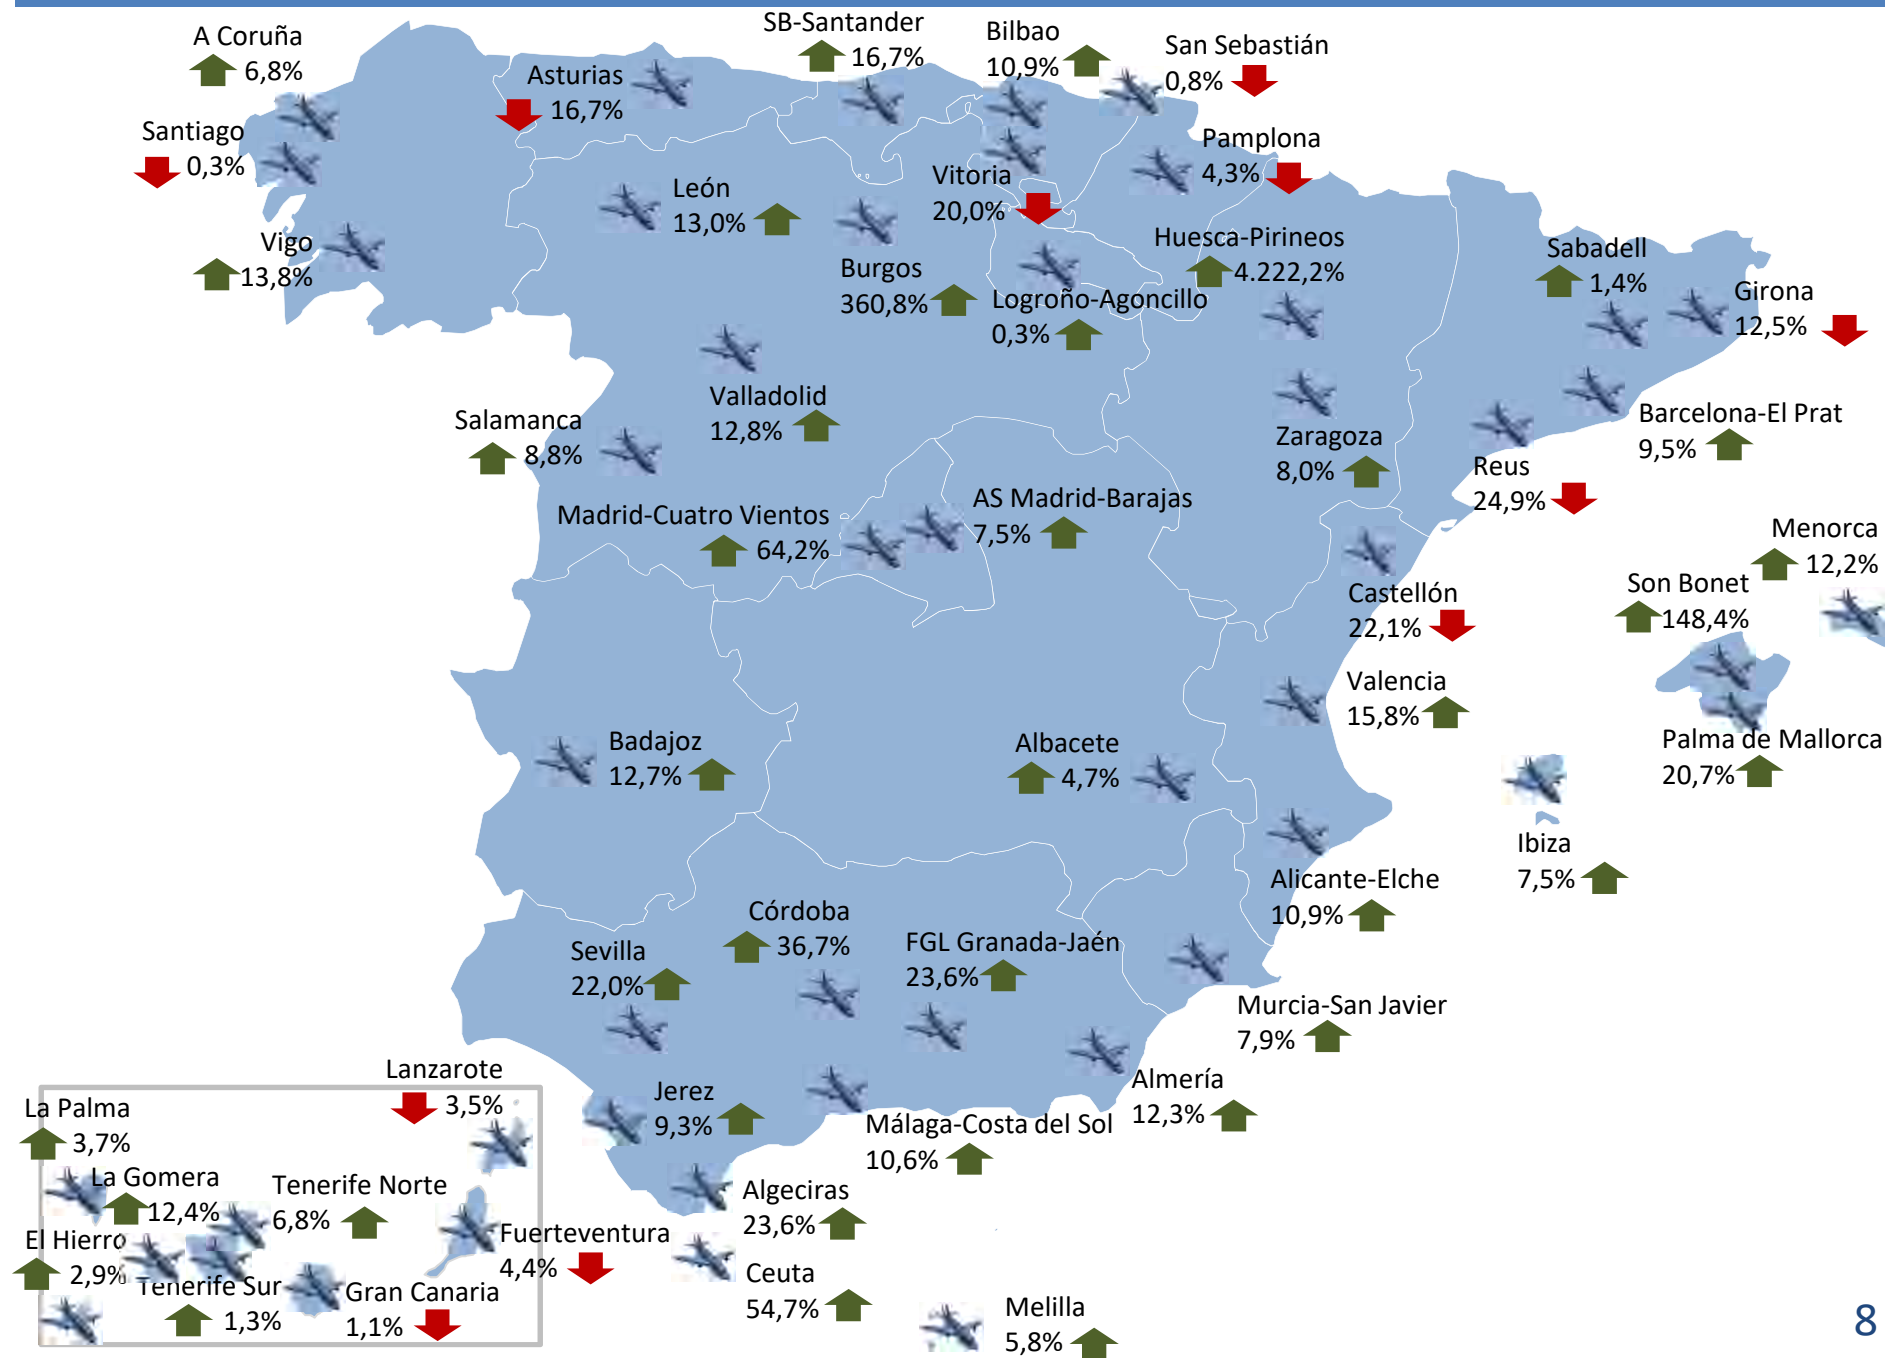 A Coruña
6,8%
SB-Santander
16,7%
Bilbao
10,9%
San Sebastián
0,8%
Asturias
16,7%
Santiago
0,3%
Pamplona
4,3%
León
13,0%
Vitoria
20,0%
Vigo
13,8%
Burgos
360,8%
Logroño-Agoncillo
0,3%
Huesca-Pirineos
4.222,2%
Sabadell
1,4%
Girona
12,5%
Valladolid
12,8%
Salamanca
8,8%
Zaragoza
8,0%
Barcelona-El Prat
9,5%
Reus
24,9%
Madrid-Cuatro Vientos
64,2%
AS Madrid-Barajas
7,5%
Menorca
12,2%
Castellón
22,1%
Son Bonet
148,4%
Valencia
15,8%
Palma de Mallorca
20,7%
Badajoz
12,7%
Albacete
4,7%
Ibiza
7,5%
Alicante-Elche
10,9%
Córdoba
36,7%
Sevilla
22,0%
FGL Granada-Jaén
23,6%
Murcia-San Javier
7,9%
Almería
12,3%
Jerez
9,3%
Málaga-Costa del Sol
10,6%
Lanzarote
3,5%
La Palma
3,7%
La Gomera
12,4%
Tenerife Norte
6,8%
Fuerteventura
4,4%
El Hierro
2,9%
Tenerife Sur
1,3%
Gran Canaria
1,1%
Algeciras
23,6%
Ceuta
54,7%
Melilla
5,8%
8